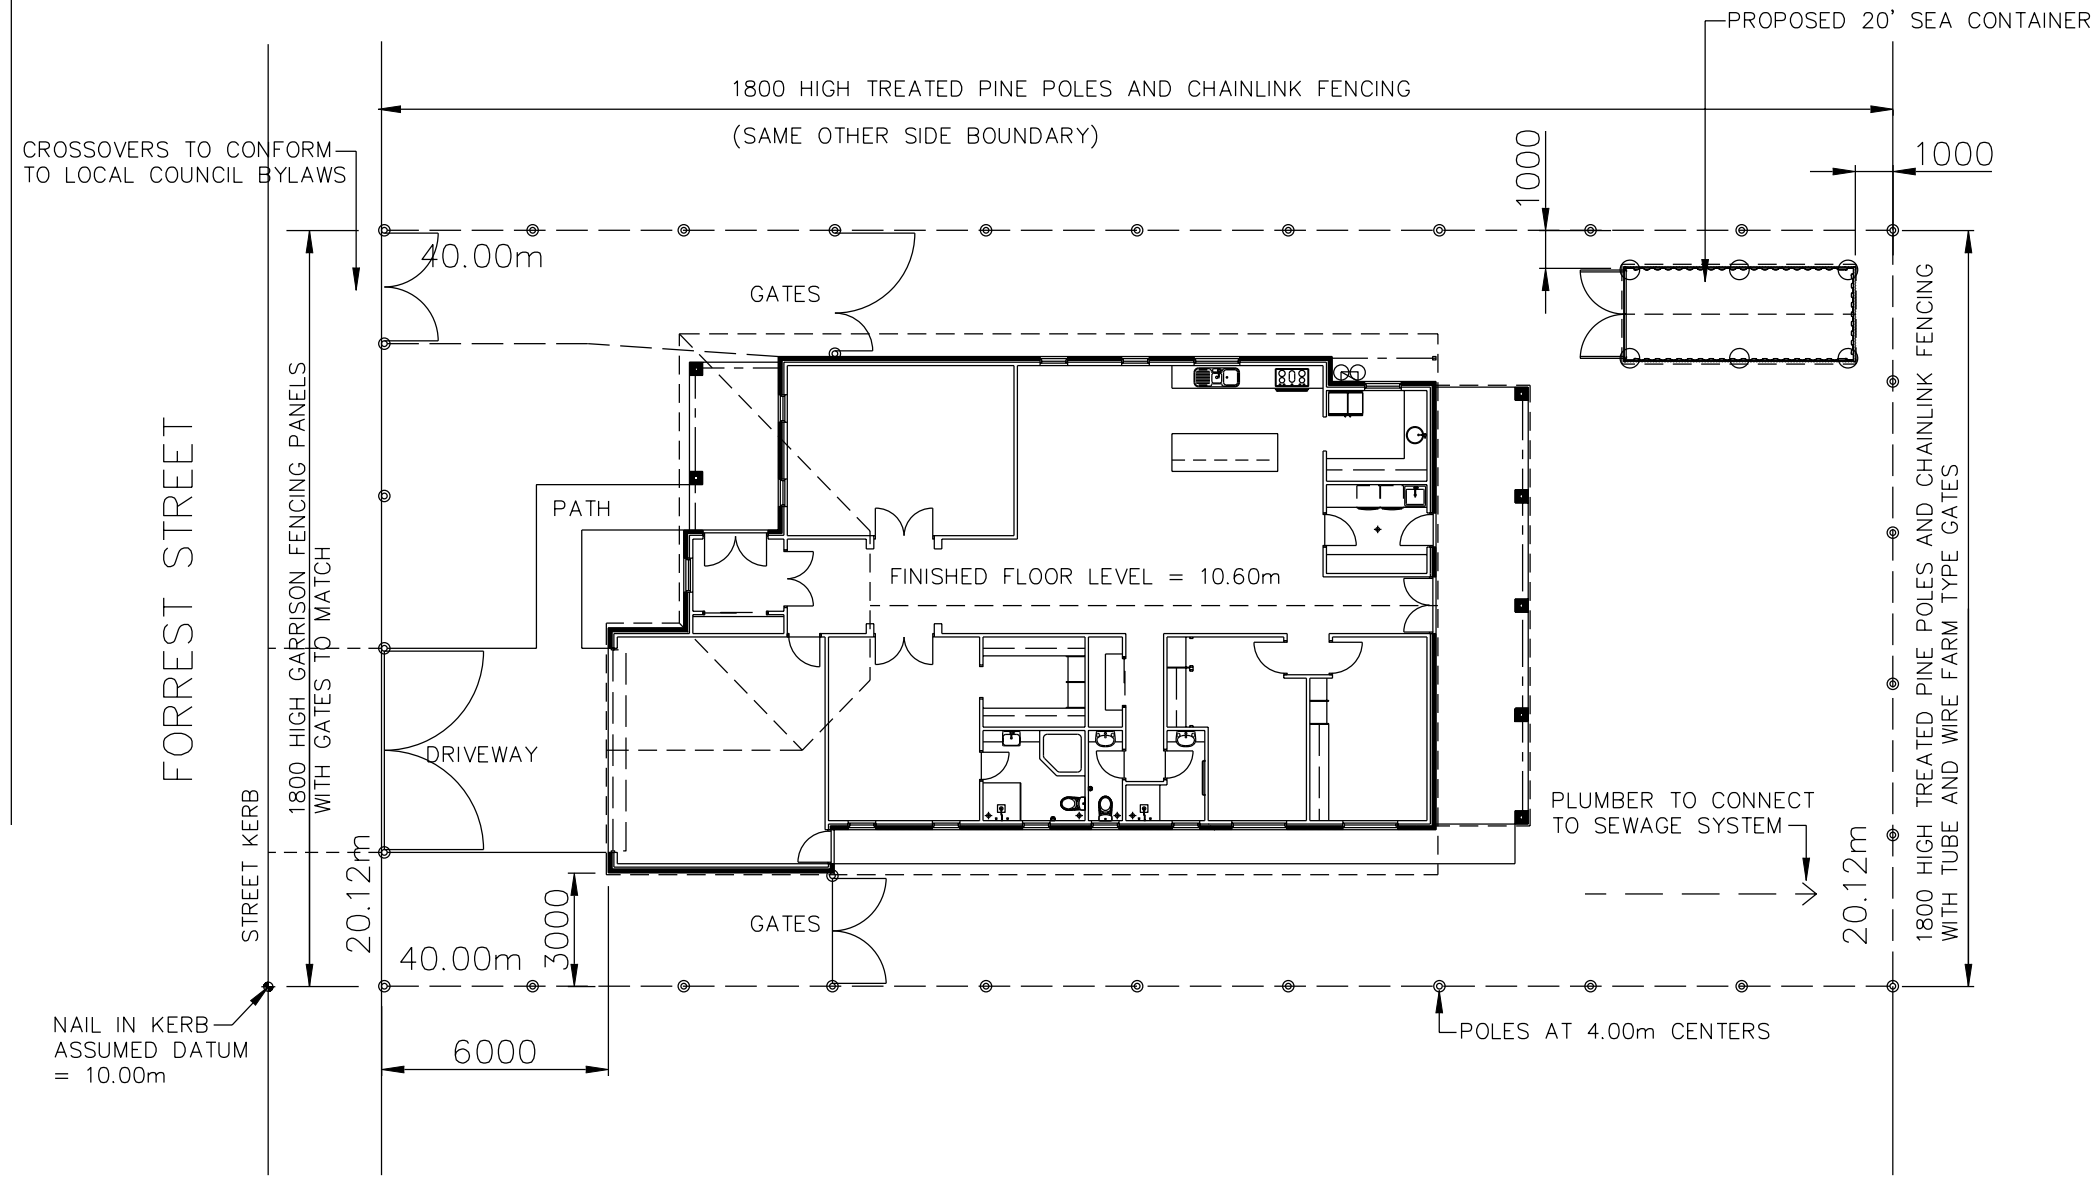 PROPOSED 20' SEA CONTAINER
1800 HIGH TREATED PINE POLES AND CHAINLINK FENCING
(SAME OTHER SIDE BOUNDARY)
CROSSOVERS TO CONFORM
TO LOCAL COUNCIL BYLAWS
1000
1000
40.00m
GATES
FORREST STREET
STREET KERB
1800 HIGH GARRISON FENCING PANELS
WITH GATES TO MATCH
PATH
FINISHED FLOOR LEVEL = 10.60m
DRIVEWAY
1800 HIGH TREATED PINE POLES AND CHAINLINK FENCING
WITH TUBE AND WIRE FARM TYPE GATES
PLUMBER TO CONNECT
TO SEWAGE SYSTEM
20.12m
20.12m
40.00m
3000
GATES
NAIL IN KERB
ASSUMED DATUM
= 10.00m
6000
POLES AT 4.00m CENTERS